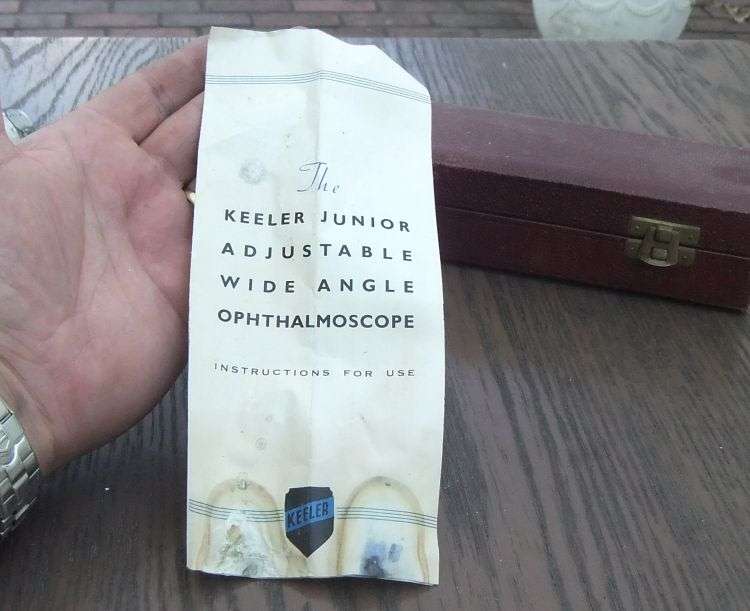 The
KEELER JUNIOR
ADJUSTABLE
WIDE ANGLE
OPHTHALMOSCOPE
INSTRUCTIONS FOR USE
KEELER